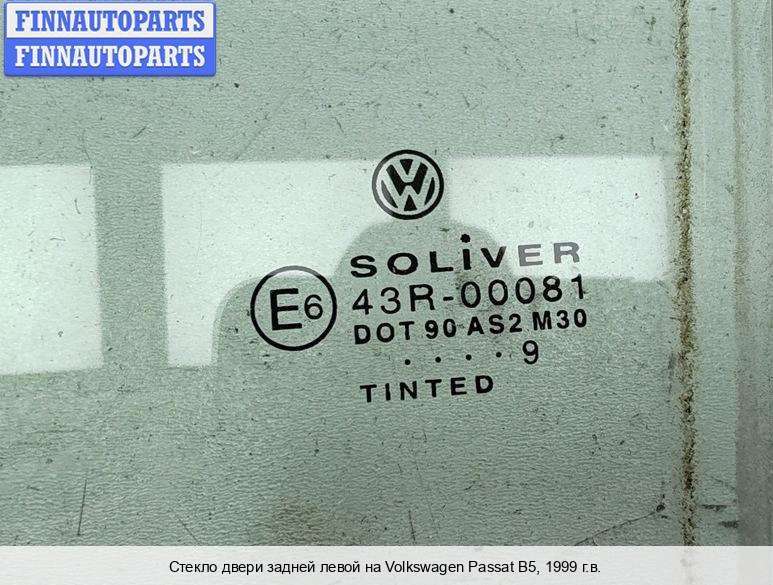 FINNAUTOPARTS
FINNAUTOPARTS
VW
SOLiVER
E6
43R-00081
DOT 90 AS2 M30
. . . . 9
TINTED
Стекло двери задней левой на Volkswagen Passat B5, 1999 г.в.